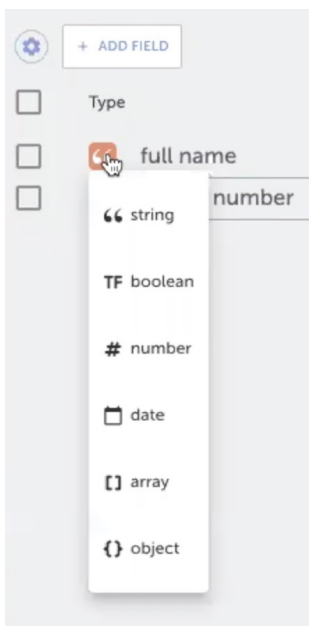 + ADD FIELD
Type
full name
number
string
TF boolean
# number
date
[] array
{} object